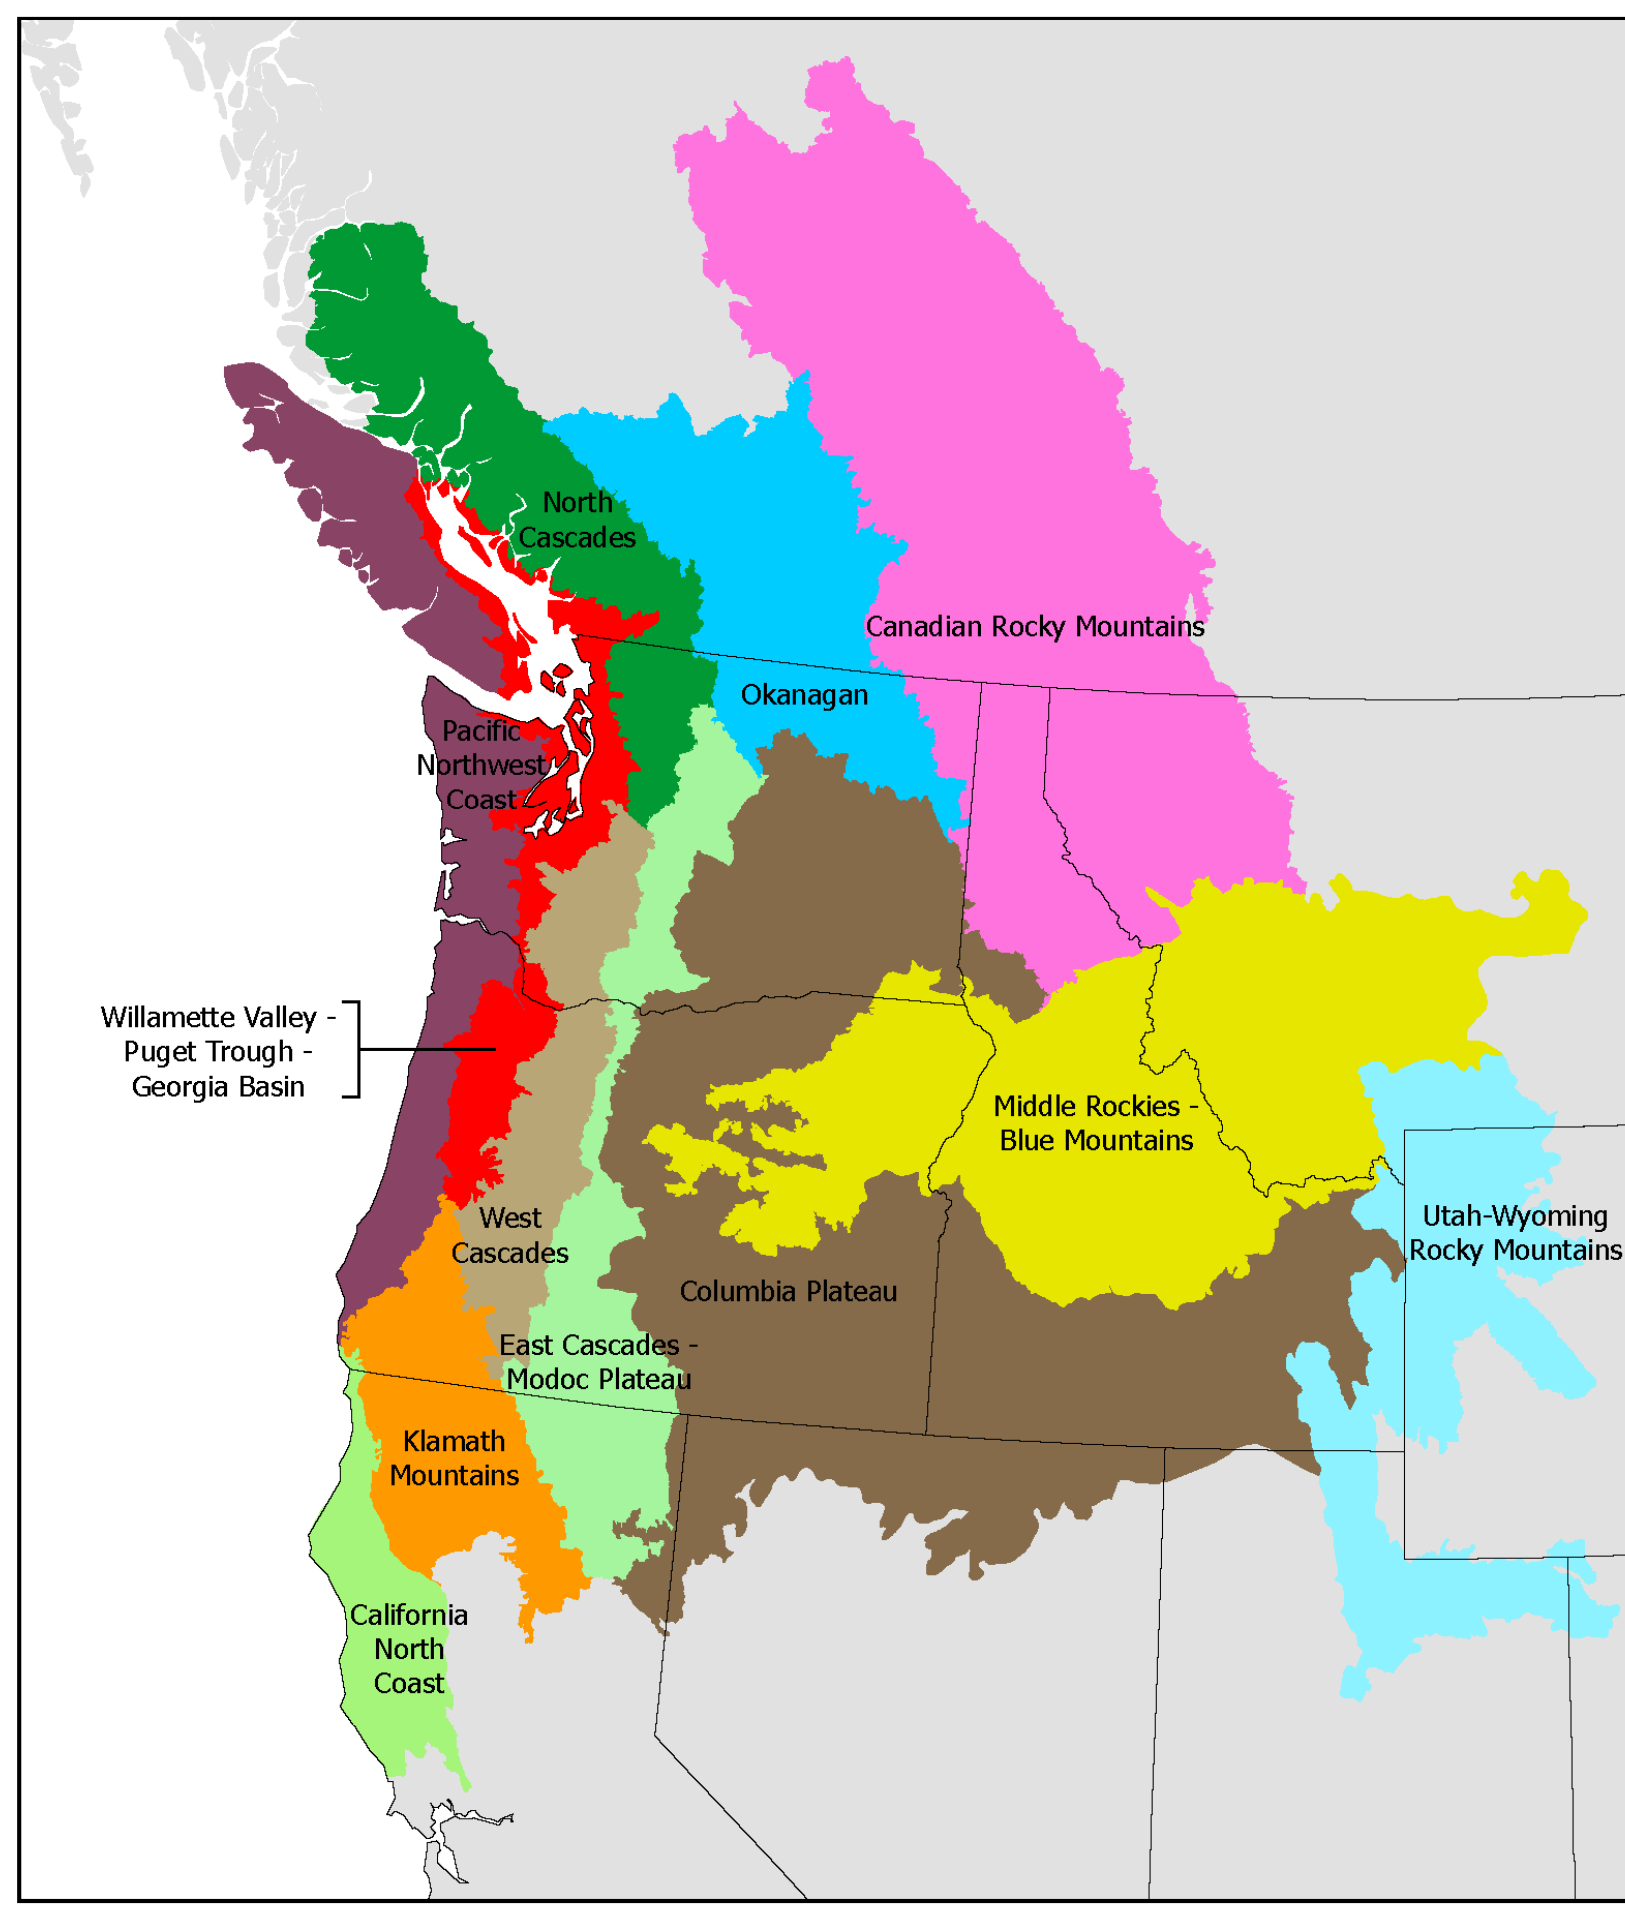 North
Cascades
Canadian Rocky Mountains
Okanagan
Pacific
Northwest
Coast
Willamette Valley -
Puget Trough -
Georgia Basin
Middle Rockies -
Blue Mountains
West
Cascades
Utah-Wyoming
Rocky Mountains
Columbia Plateau
East Cascades -
Modoc Plateau
Klamath
Mountains
California
North
Coast